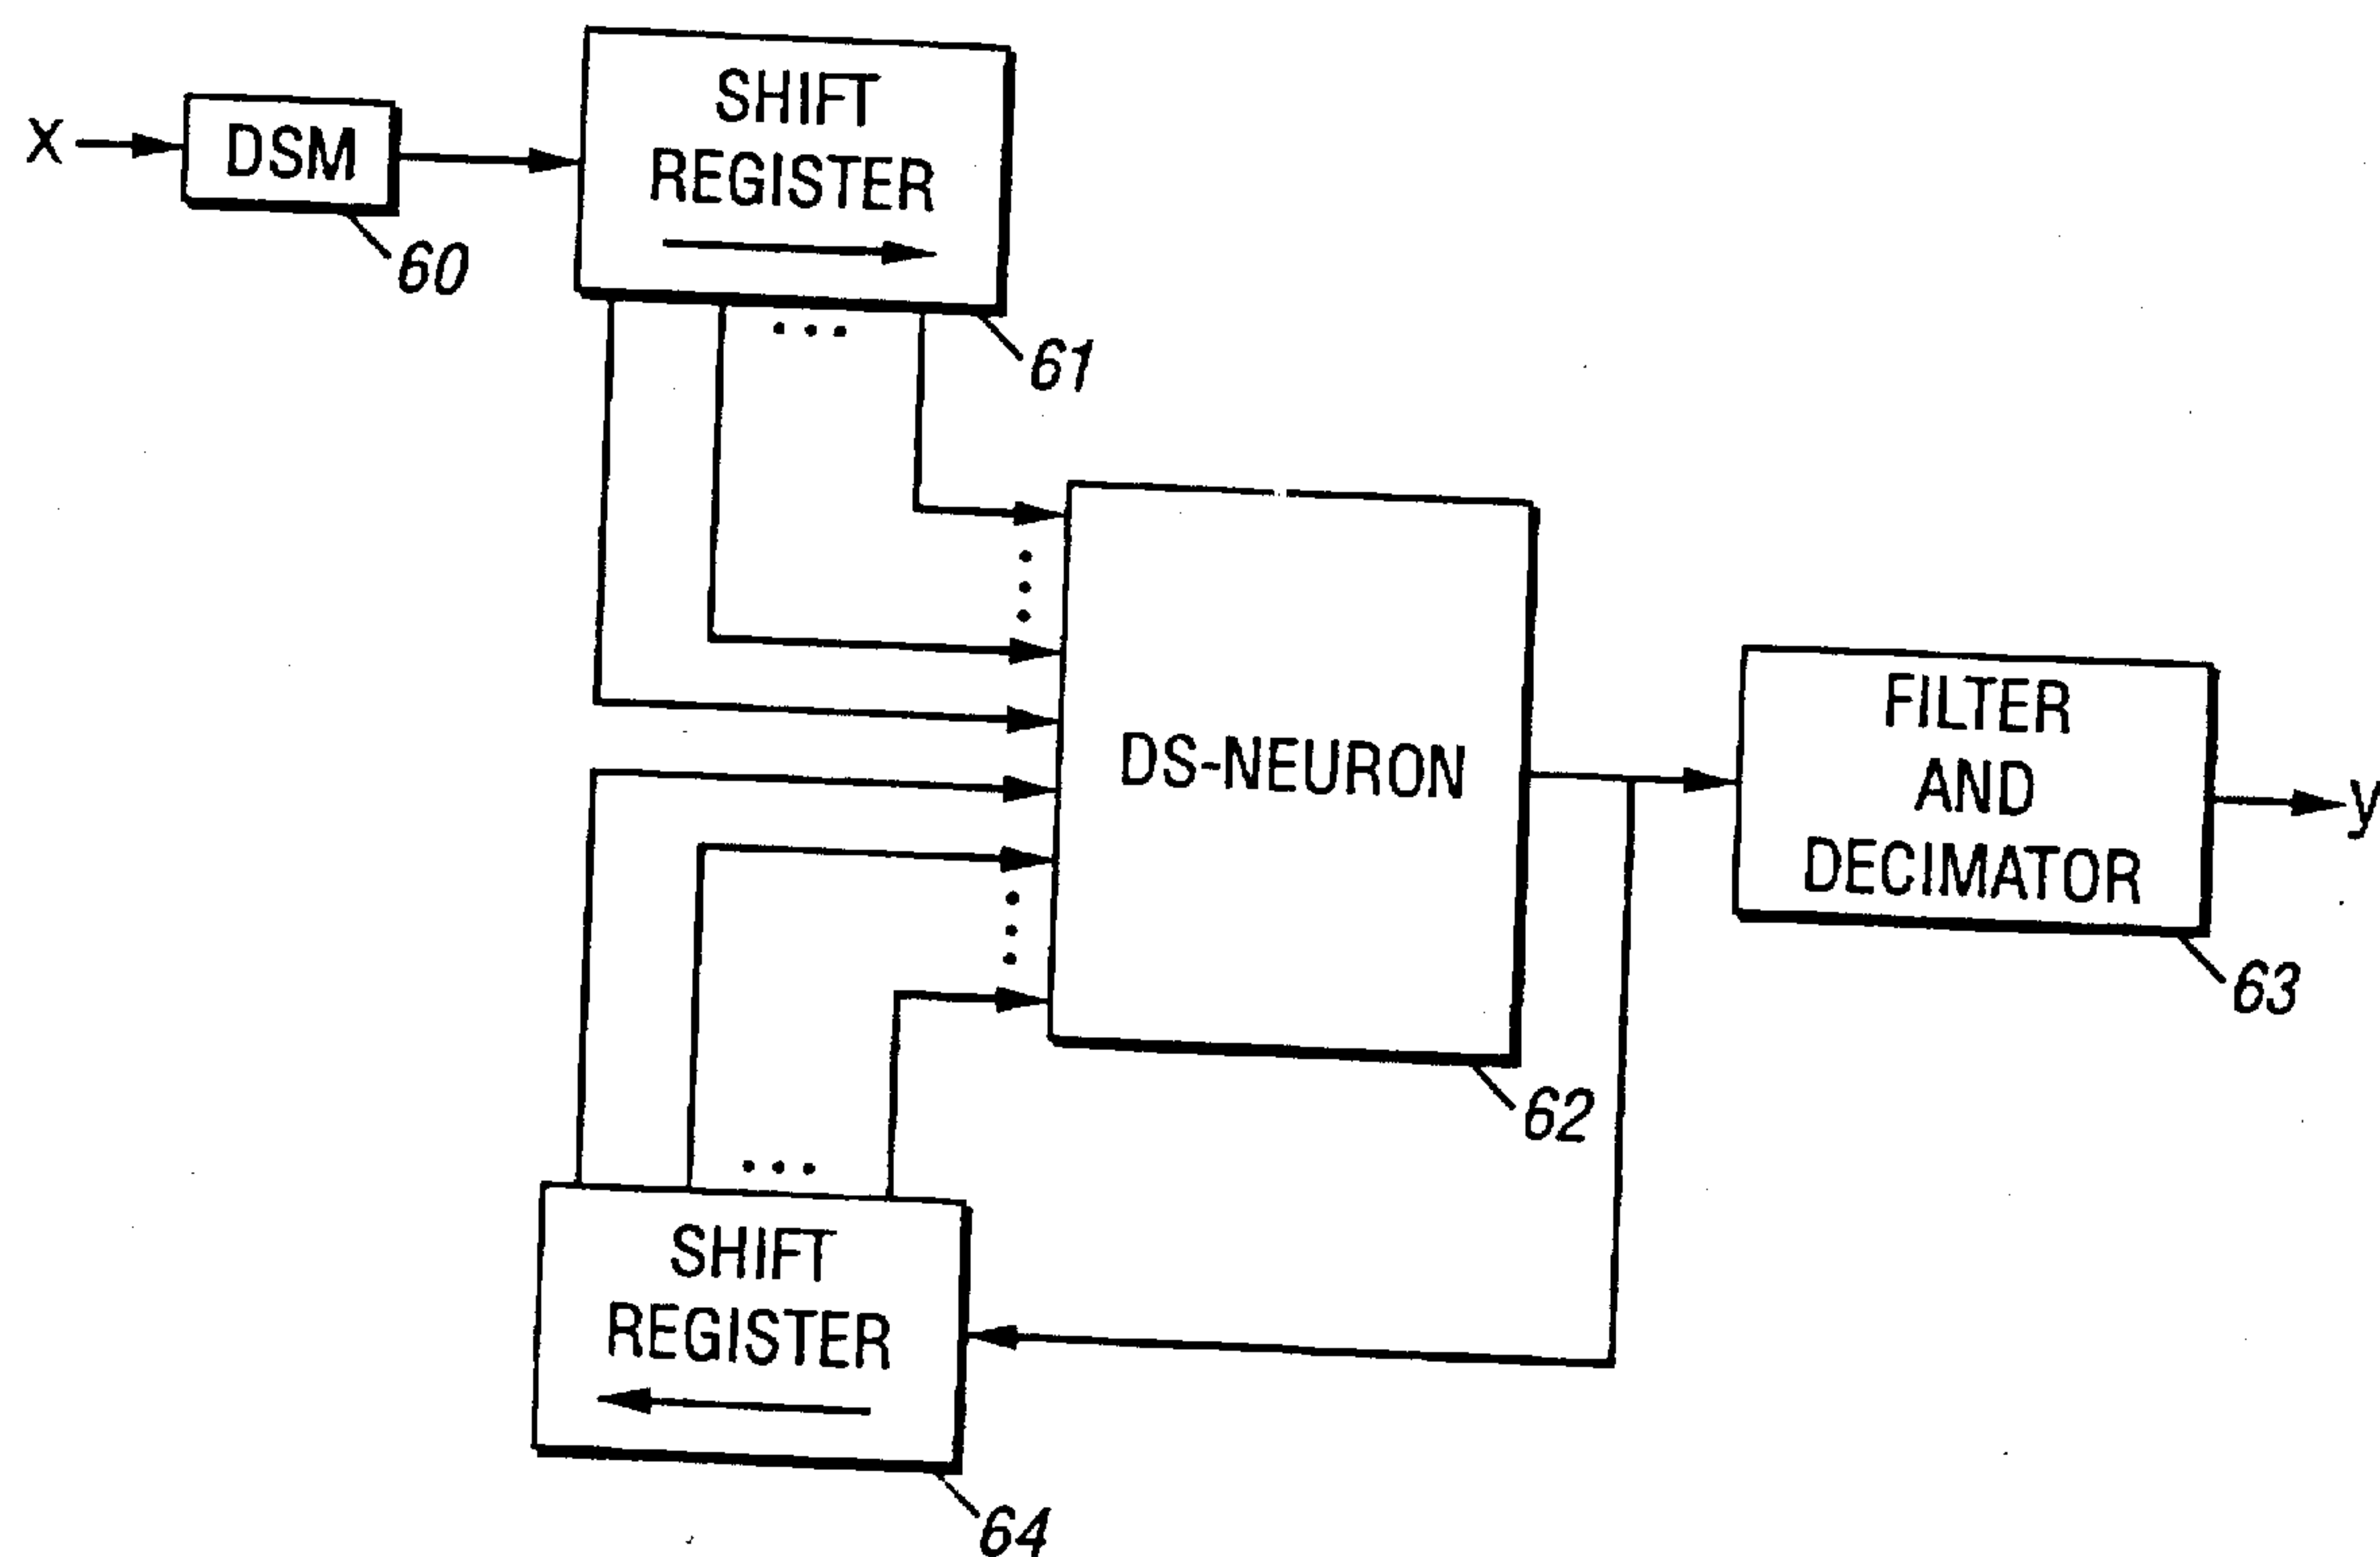 X
DSM
60
SHIFT
REGISTER
61
DS-NEURON
62
FILTER
AND
DECIMATOR
63
y
SHIFT
REGISTER
64